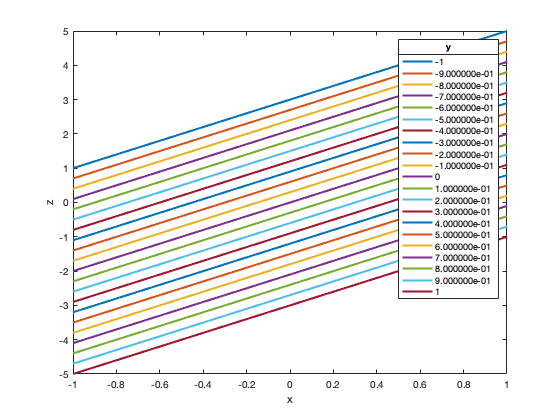 5
4
3
2
1
0
-1
-2
-3
-4
-5
z
-1
-0.8
-0.6
-0.4
-0.2
0
0.2
0.4
0.6
0.8
1
x
y
-1
-9.000000e-01
-8.000000e-01
-7.000000e-01
-6.000000e-01
-5.000000e-01
-4.000000e-01
-3.000000e-01
-2.000000e-01
-1.000000e-01
0
1.000000e-01
2.000000e-01
3.000000e-01
4.000000e-01
5.000000e-01
6.000000e-01
7.000000e-01
8.000000e-01
9.000000e-01
1